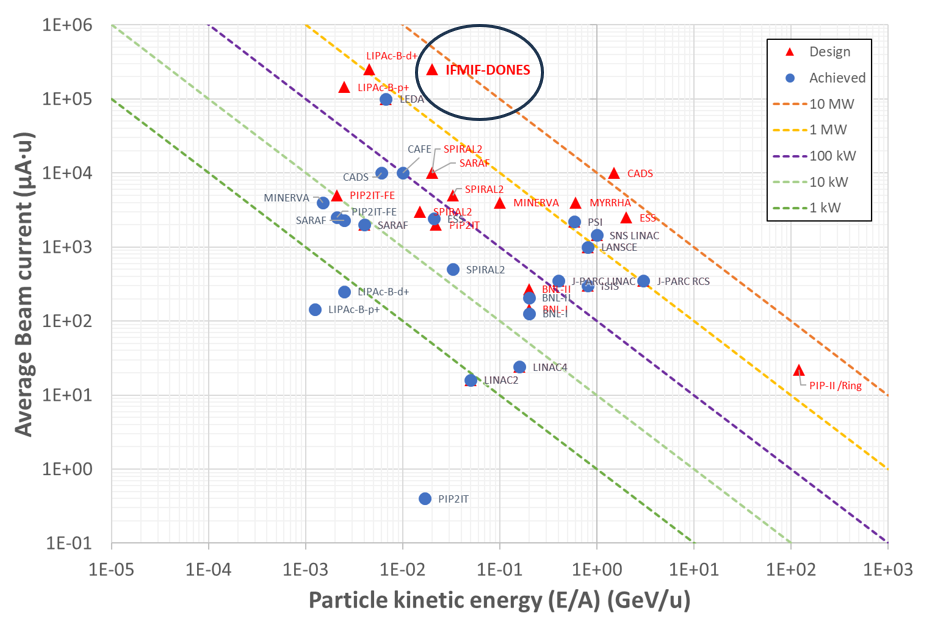 1E+06
1E+05
1E+04
1E+03
1E+02
1E+01
1E+00
1E-01
Average Beam current (µA·u)
1E-05
1E-04
1E-03
1E-02
1E-01
1E+00
1E+01
1E+02
1E+03
Particle kinetic energy (E/A) (GeV/u)
Design
Achieved
10 MW
1 MW
100 kW
10 kW
1 kW
LIPAc-B-d+
IFMIF-DONES
LIPAc-B-p+
LEDA
CAFE
SPIRAL2
SARAF
CADS
CADS
MINERVA
PIP2IT-FE
SPIRAL2
MINERVA
MYRRHA
PIP2IT-FE
SPIRAL2
SARAF
SARAF
ESS
PIP2IT
PSI
ESS
SNS LINAC
LANSCE
SPIRAL2
LIPAc-B-d+
LIPAc-B-p+
BNL-II
BNL-II
BNL-I
BNL-I
J-PARC LINAC
ISIS
J-PARC RCS
LINAC4
LINAC2
PIP-II/Ring
PIP2IT